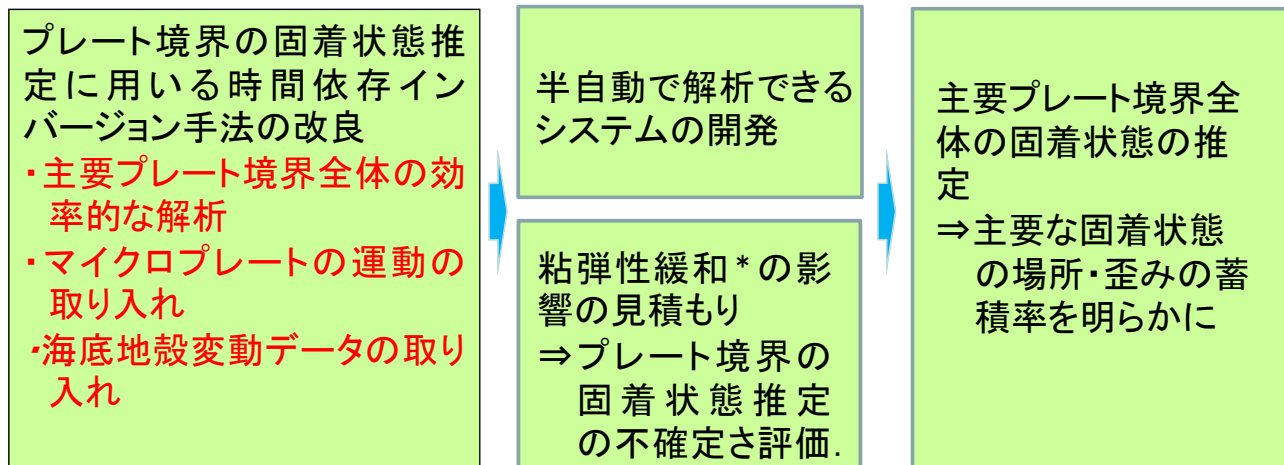 プレート境界の固着状態推
定に用いる時間依存イン
バージョン手法の改良
・主要プレート境界全体の効
率的な解析
・マイクロプレートの運動の
取り入れ
・海底地殻変動データの取り
入れ
半自動で解析できる
システムの開発
粘弾性緩和*の影
響の見積もり
⇒プレート境界の
固着状態推定
の不確定さ評価.
主要プレート境界全
体の固着状態の推
定
⇒主要な固着状態
の場所・歪みの蓄
積率を明らかに